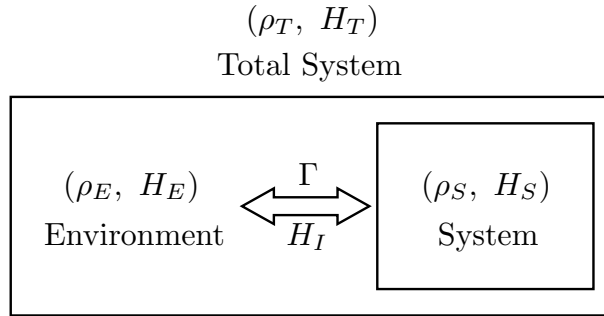 (ρ_T, H_T)
Total System
(ρ_E, H_E)
Environment
Γ
H_I
(ρ_S, H_S)
System